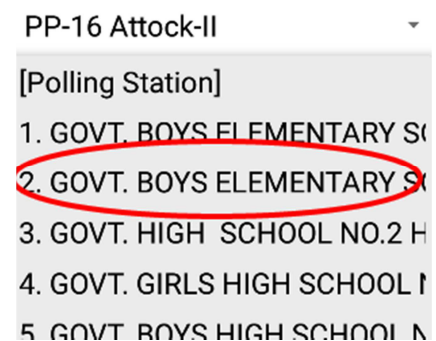 PP-16 Attock-II
[Polling Station]
1. GOVT. BOYS ELEMENTARY
2. GOVT. BOYS ELEMENTARY
3. GOVT. HIGH SCHOOL NO.2 H
4. GOVT. GIRLS HIGH SCHOOL
5. GOVT. BOYS HIGH SCHOOL